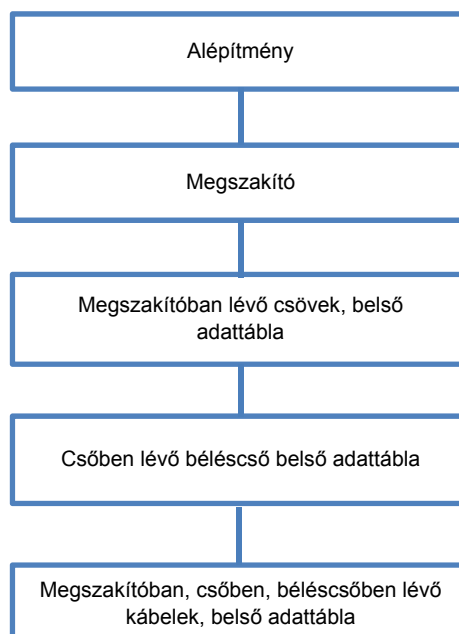 Alépítmény
Megszakító
Megszakítóban lévő csövek, belső
adattábla
Csőben lévő béléscső belső adattábla
Megszakítóban, csőben, béléscsőben lévő
kábelek, belső adattábla